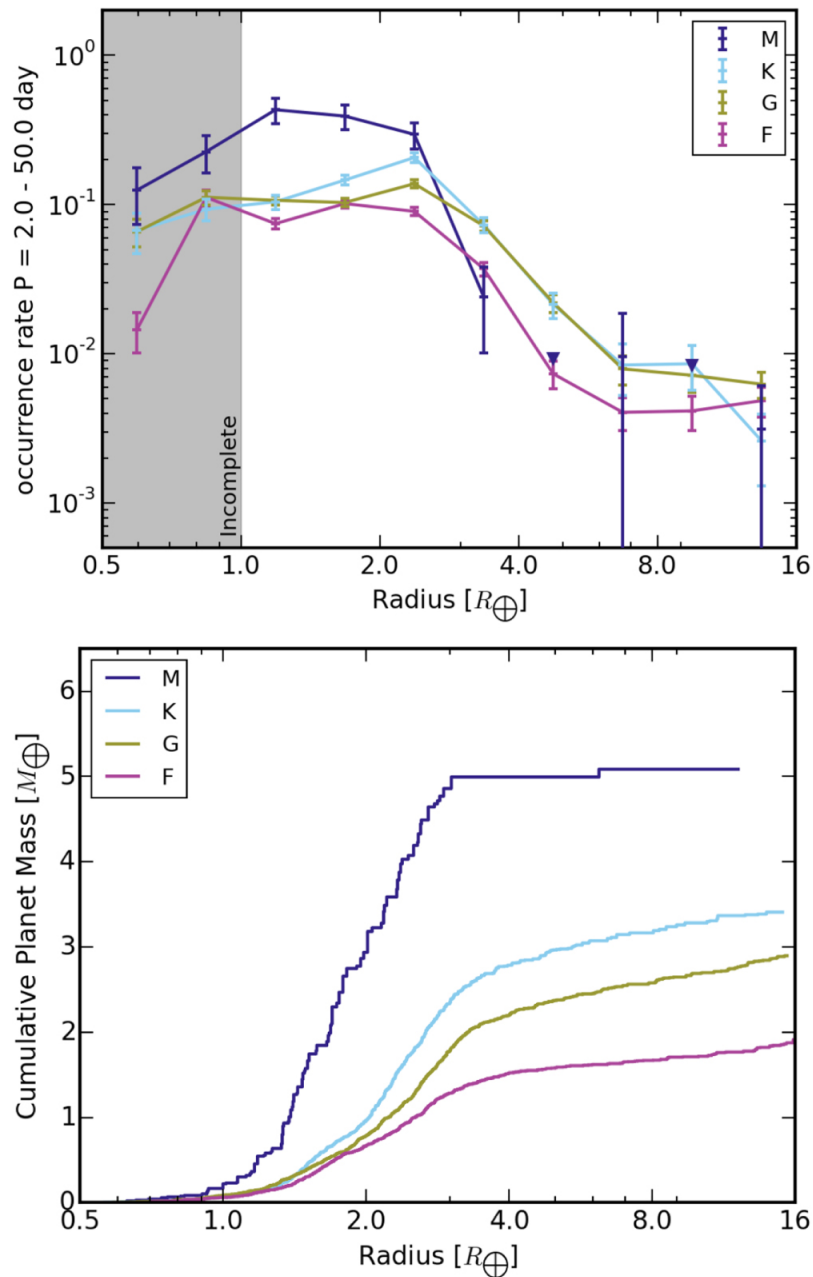 occurrence rate P = 2.0 - 50.0 day
10⁰
10⁻¹
10⁻²
10⁻³
M
K
G
F
Incomplete
0.5 1.0 2.0 4.0 8.0 16
Radius [R⊕]
Cumulative Planet Mass [M⊕]
M
K
G
F
6
5
4
3
2
1
0
0.5 1.0 2.0 4.0 8.0 16
Radius [R⊕]